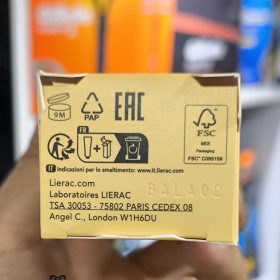 9M
PAP
EAC
FSC
MIX
Packaging
FSC® C095159
FR
IT Indicazioni per lo smaltimento: www.it.lierac.com
Lierac.com
Laboratoires LIERAC
BALA02
TSA 30053 - 75802 PARIS CEDEX 08
Angel C., London W1H6DU